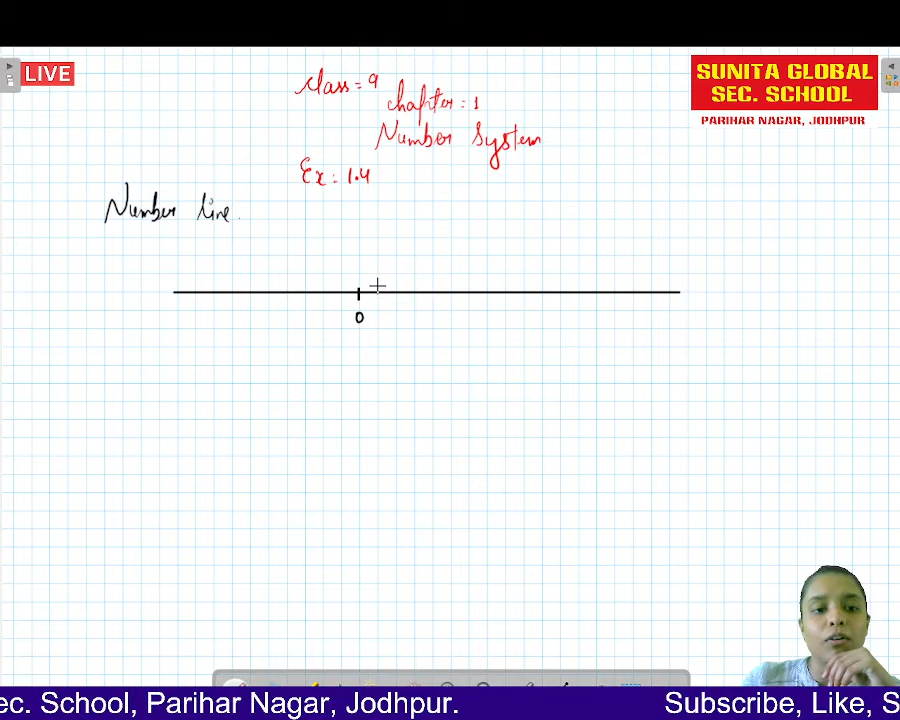 LIVE
Class = 9
Chapter : 1
Number System
Ex : 1.4
Number line.
0
SUNITA GLOBAL
SEC. SCHOOL
PARIHAR NAGAR, JODHPUR
ec. School, Parihar Nagar, Jodhpur.
Subscribe, Like, S